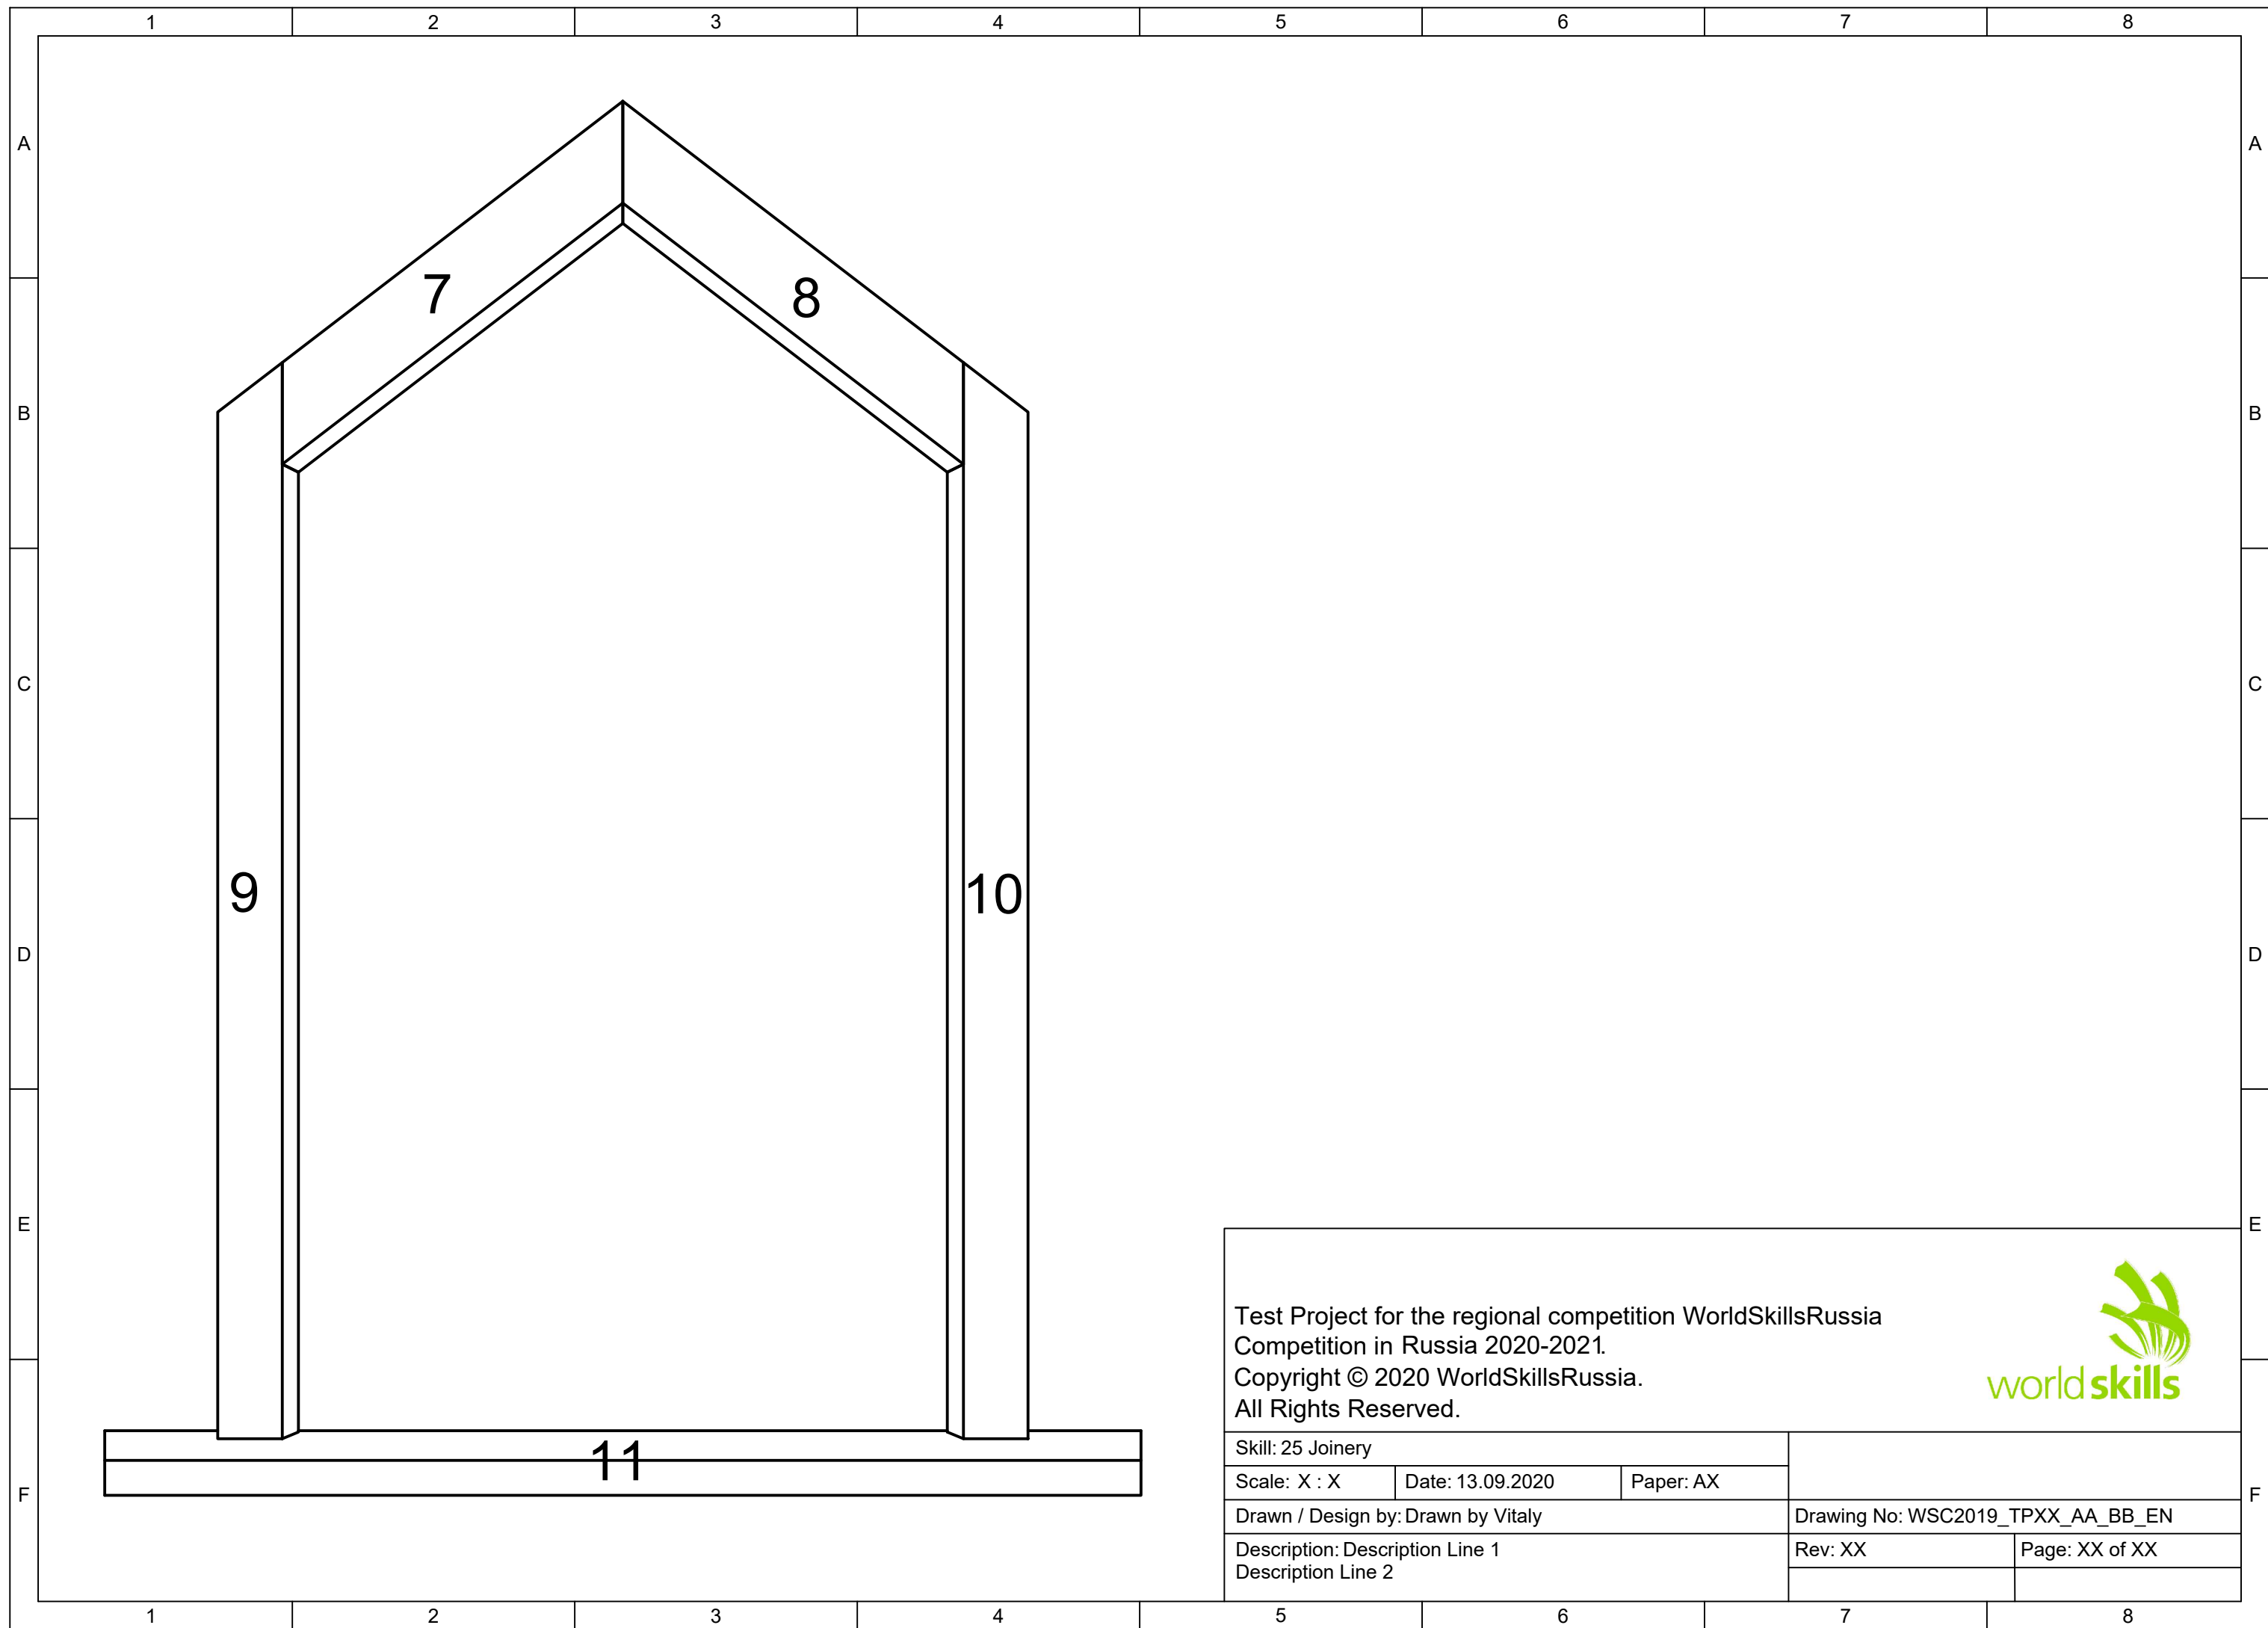 1 2 3 4 5 6 7 8
A A
7 8
B B
C C
9 10
D D
E E
Test Project for the regional competition WorldSkillsRussia
Competition in Russia 2020-2021.
Copyright © 2020 WorldSkillsRussia.
All Rights Reserved.
worldskills
11
Skill: 25 Joinery
Scale: X : X Date: 13.09.2020 Paper: AX
F F
Drawn / Design by: Drawn by Vitaly Drawing No: WSC2019_TPXX_AA_BB_EN
Description: Description Line 1 Rev: XX Page: XX of XX
Description Line 2
1 2 3 4 5 6 7 8